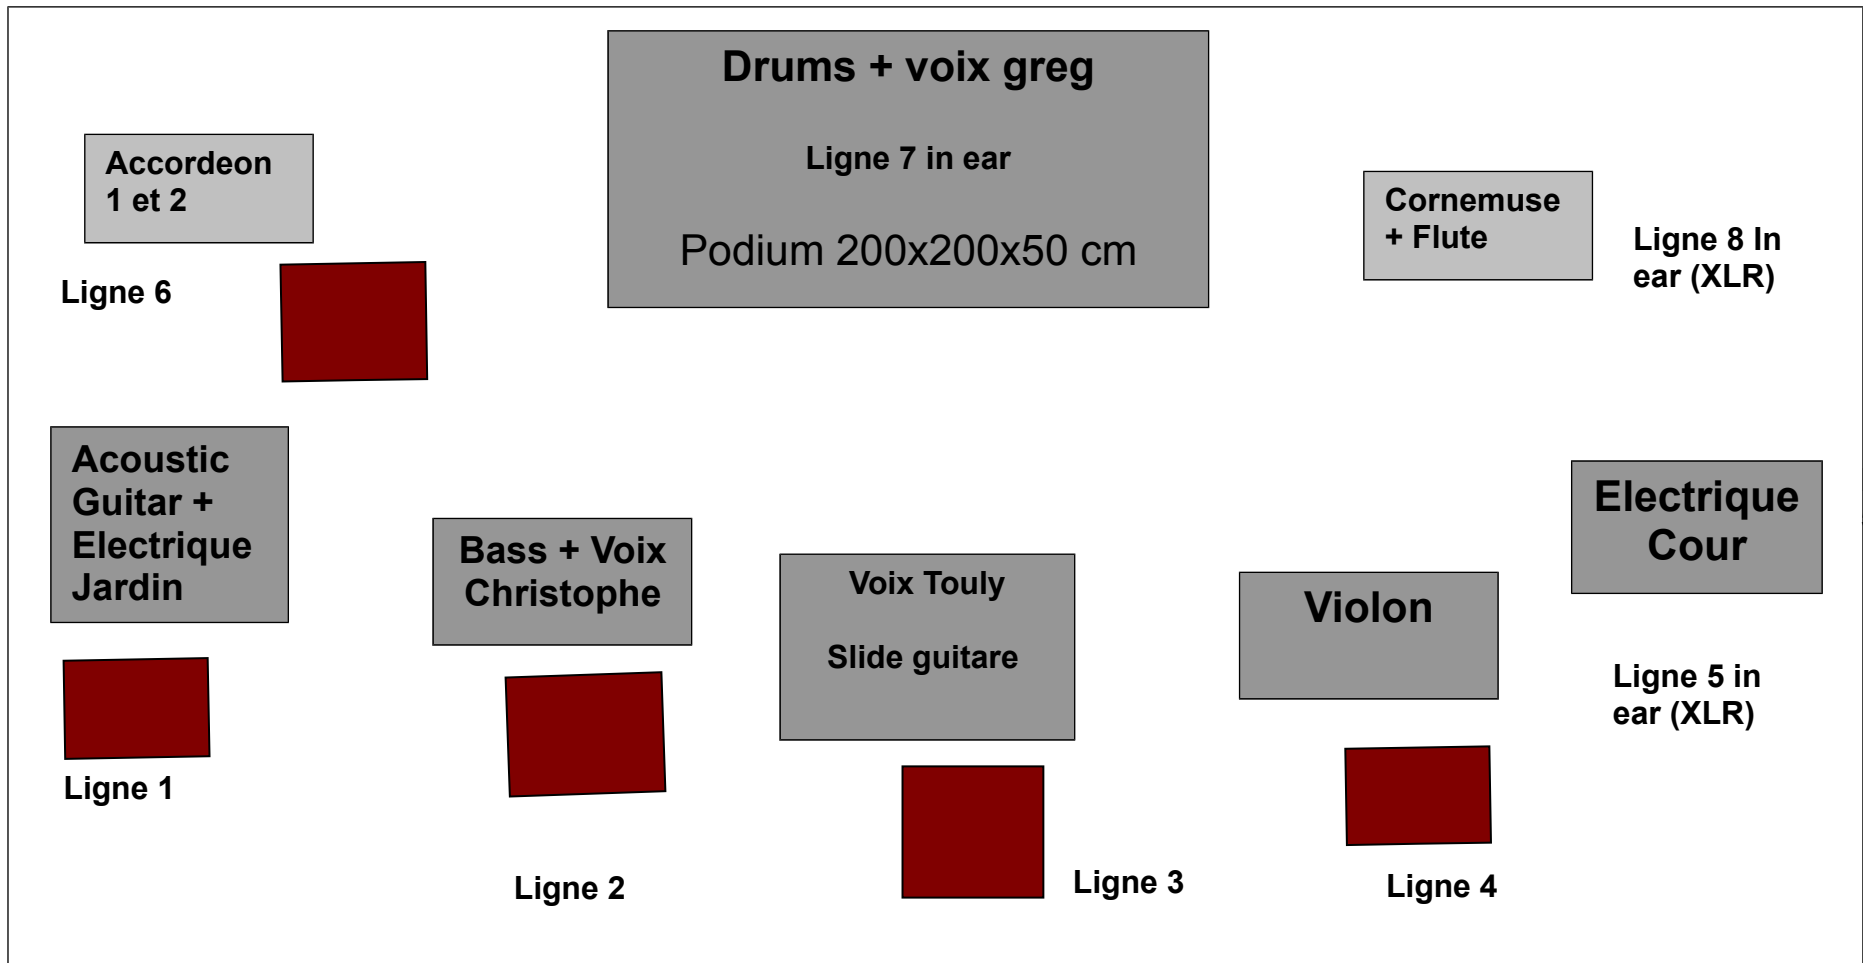 Drums + voix greg
Ligne 7 in ear
Podium 200x200x50 cm
Accordeon
1 et 2
Ligne 6
Cornemuse
+ Flute
Ligne 8 In
ear (XLR)
Acoustic
Guitar +
Electrique
Jardin
Ligne 1
Bass + Voix
Christophe
Ligne 2
Voix Touly
Slide guitare
Ligne 3
Violon
Ligne 4
Electrique
Cour
Ligne 5 in
ear (XLR)